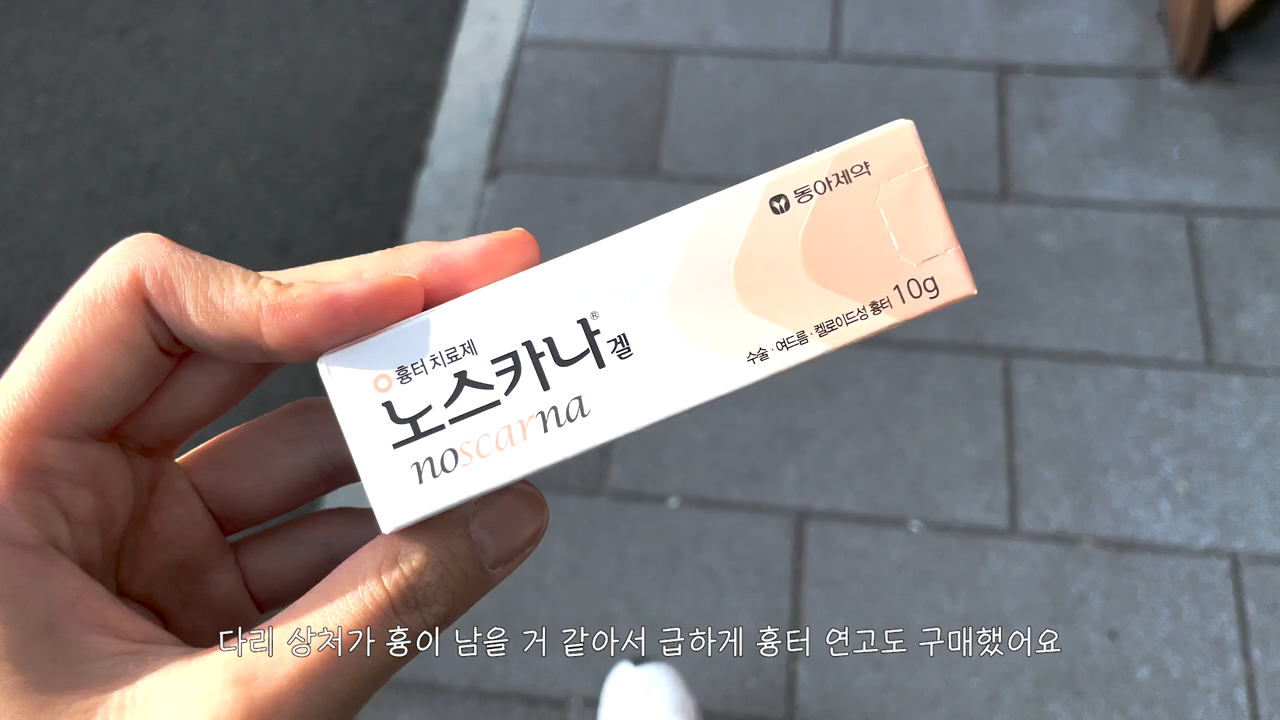 동아제약
흉터 치료제
노스카나® 겔
noscarna
수술 · 여드름 · 켈로이드성 흉터 10g
다리 상처가 흉이 남을 거 같아서 급하게 흉터 연고도 구매했어요